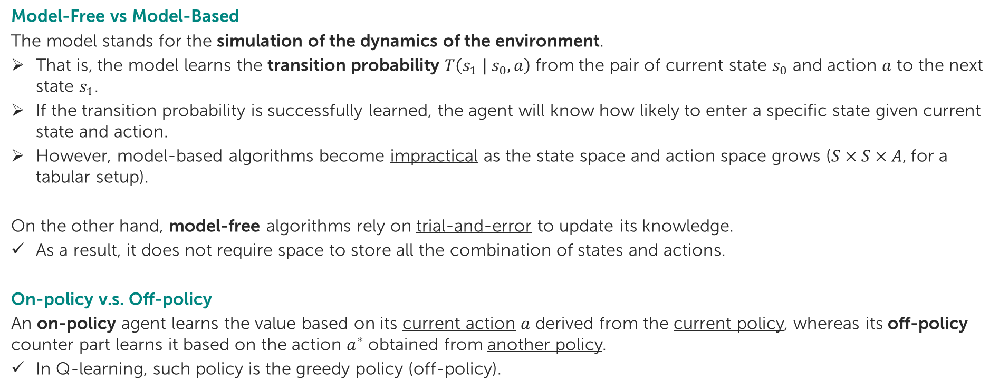 Model-Free vs Model-Based
The model stands for the simulation of the dynamics of the environment.
➢ That is, the model learns the transition probability T(s₁ | s₀, a) from the pair of current state s₀ and action a to the next
state s₁.
➢ If the transition probability is successfully learned, the agent will know how likely to enter a specific state given current
state and action.
➢ However, model-based algorithms become impractical as the state space and action space grows (S × S × A, for a
tabular setup).
On the other hand, model-free algorithms rely on trial-and-error to update its knowledge.
✓ As a result, it does not require space to store all the combination of states and actions.
On-policy v.s. Off-policy
An on-policy agent learns the value based on its current action a derived from the current policy, whereas its off-policy
counter part learns it based on the action a* obtained from another policy.
✓ In Q-learning, such policy is the greedy policy (off-policy).